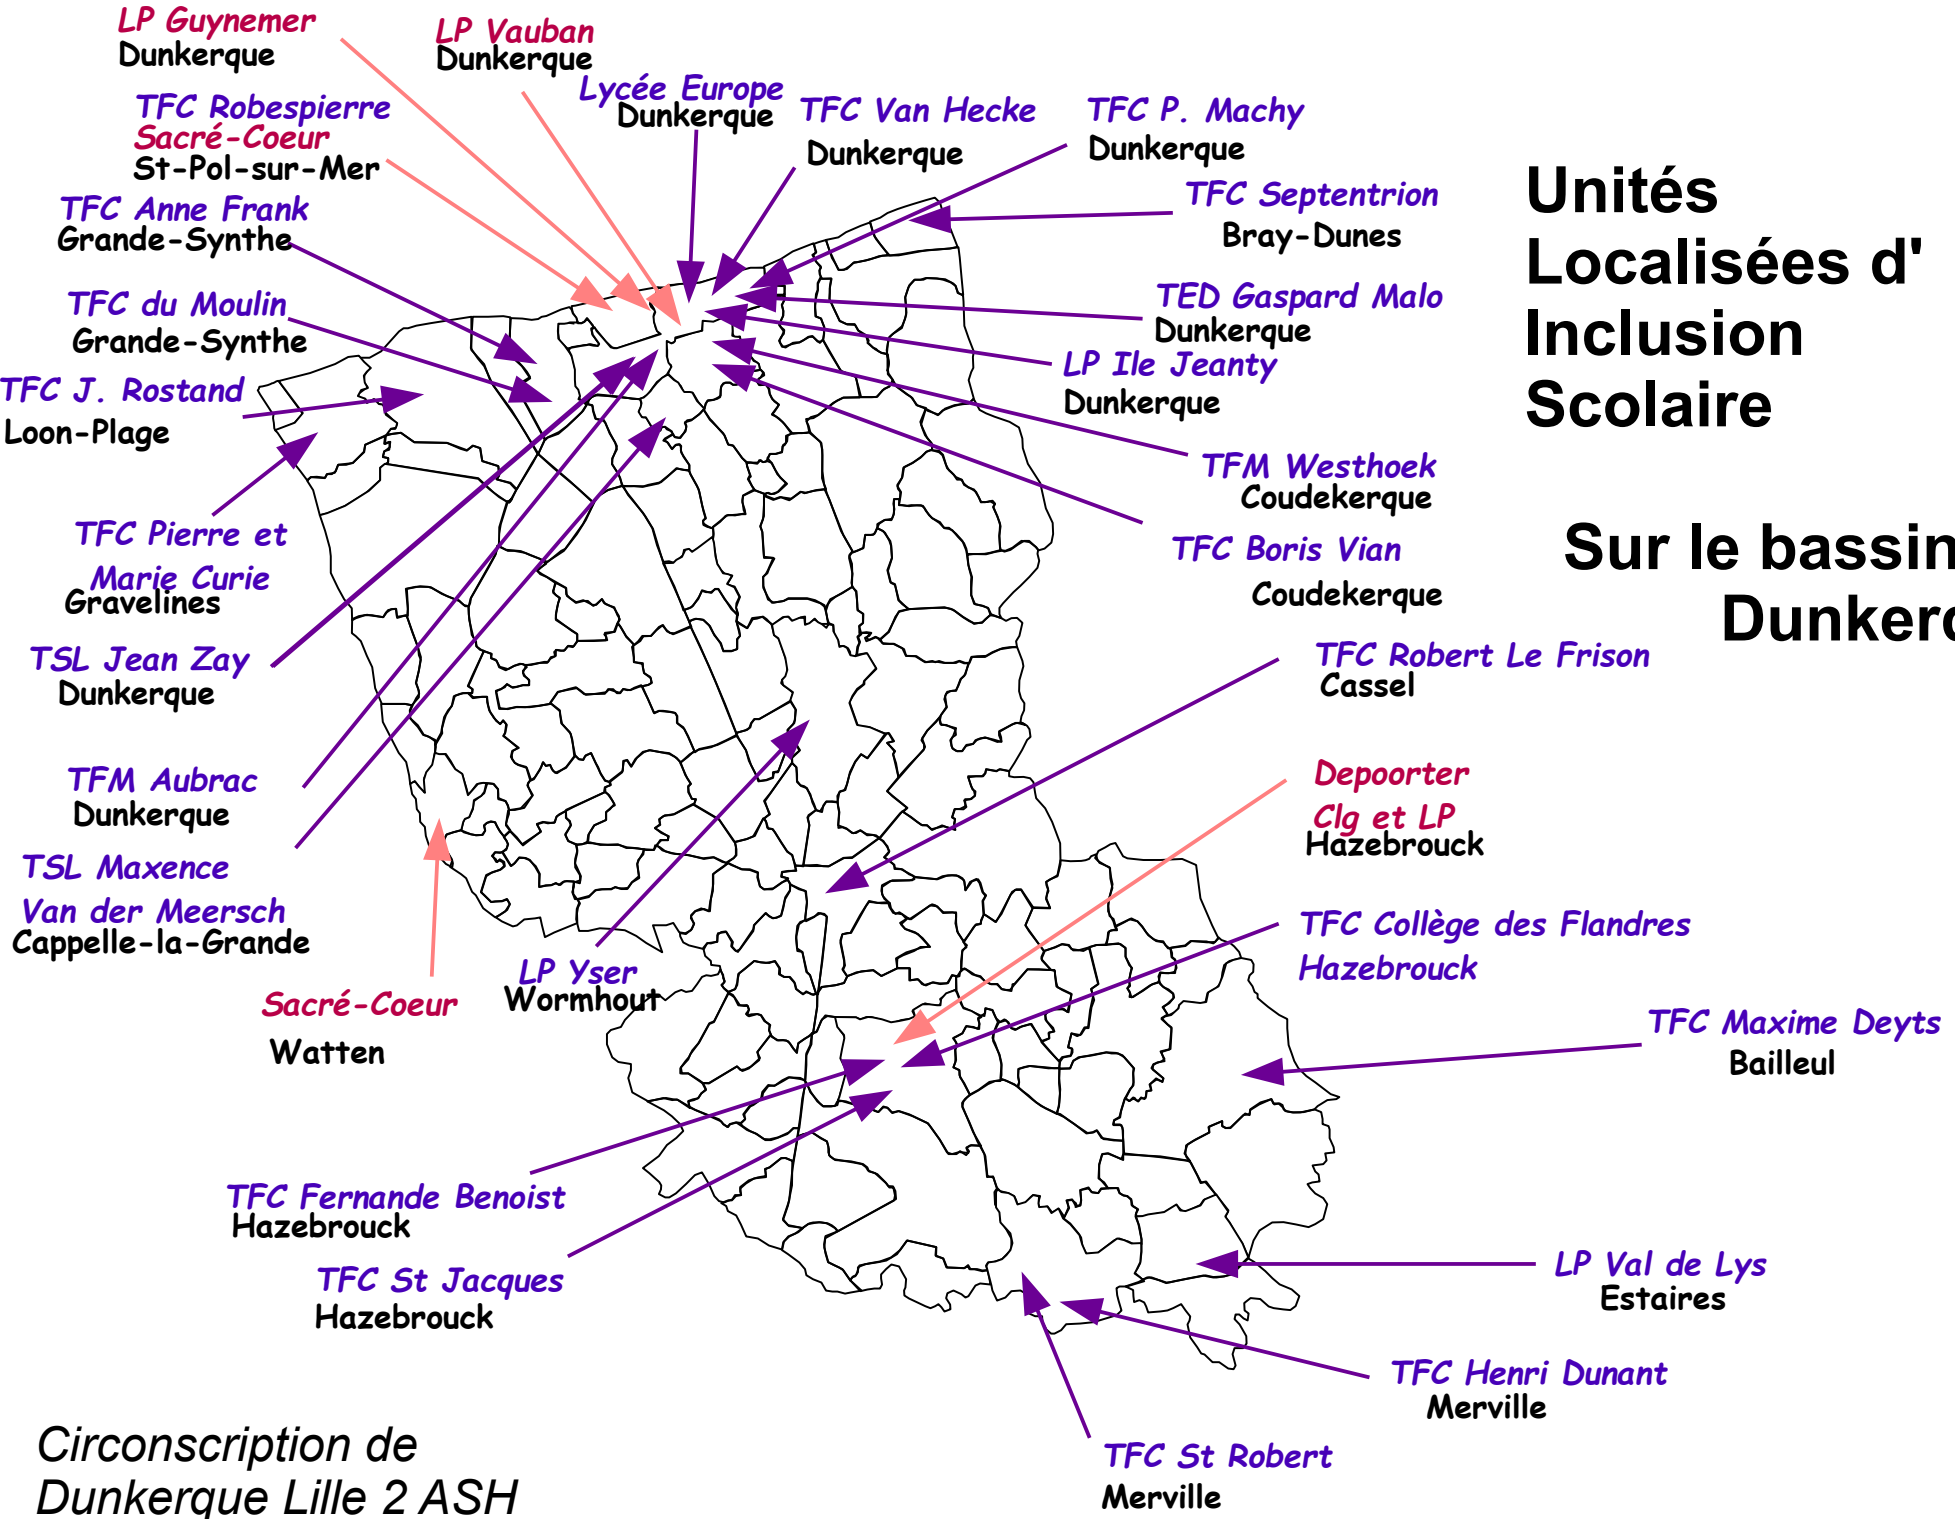 LP Guynemer
Dunkerque
LP Vauban
Dunkerque
Lycée Europe
Dunkerque
TFC Van Hecke
Dunkerque
TFC P. Machy
Dunkerque
TFC Robespierre
Sacré-Coeur
St-Pol-sur-Mer
TFC Septentrion
Bray-Dunes
TFC Anne Frank
Grande-Synthe
TED Gaspard Malo
Dunkerque
TFC du Moulin
Grande-Synthe
LP Ile Jeanty
Dunkerque
TFC J. Rostand
Loon-Plage
TFM Westhoek
Coudekerque
TFC Pierre et
Marie Curie
Gravelines
TFC Boris Vian
Coudekerque
TSL Jean Zay
Dunkerque
TFC Robert Le Frison
Cassel
TFM Aubrac
Dunkerque
Depoorter
Clg et LP
Hazebrouck
TSL Maxence
Van der Meersch
Cappelle-la-Grande
TFC Collège des Flandres
Hazebrouck
LP Yser
Wormhout
Sacré-Coeur
Watten
TFC Maxime Deyts
Bailleul
TFC Fernande Benoist
Hazebrouck
TFC St Jacques
Hazebrouck
LP Val de Lys
Estaires
TFC Henri Dunant
Merville
TFC St Robert
Merville
Unités
Localisées d'
Inclusion
Scolaire
Sur le bassin
Dunkerq
Circonscription de
Dunkerque Lille 2 ASH